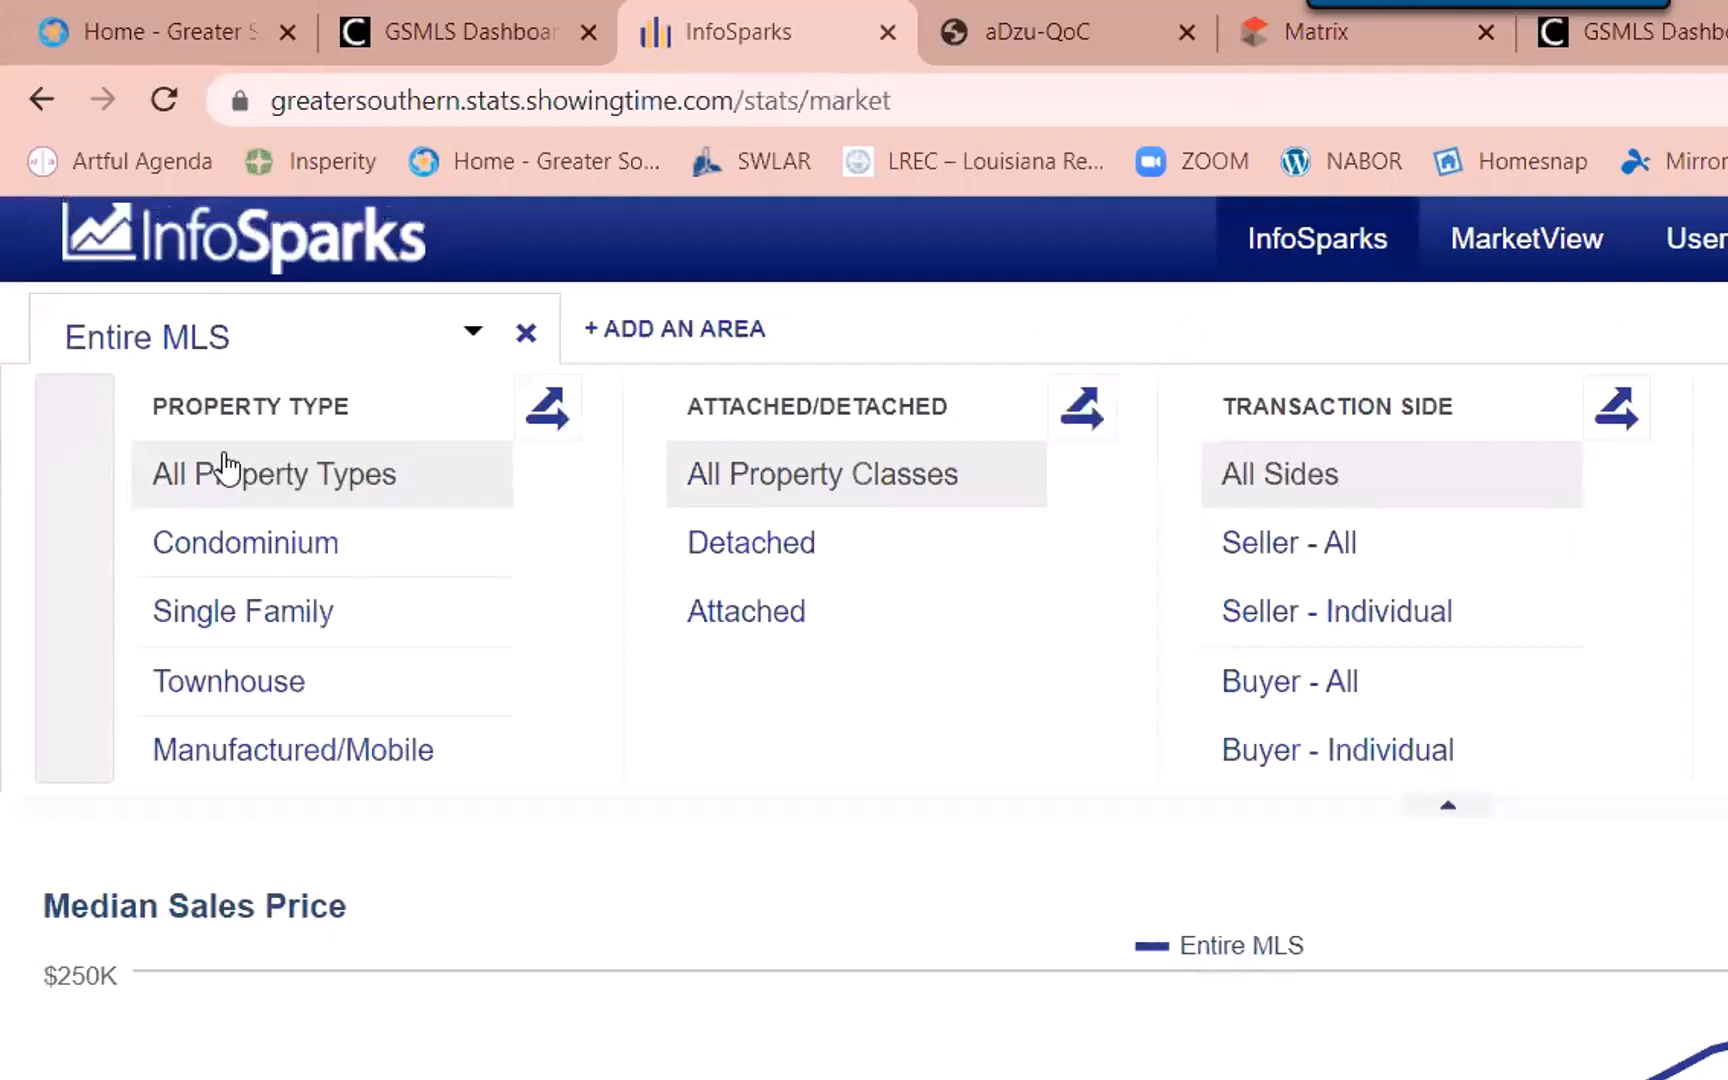 Home - Greater S
GSMLS Dashboar
InfoSparks
aDzu-QoC
Matrix
GSMLS Dashb
greatersouthern.stats.showingtime.com/stats/market
Artful Agenda
Insperity
Home - Greater So...
SWLAR
LREC – Louisiana Re...
ZOOM
NABOR
Homesnap
Mirror
InfoSparks
InfoSparks
MarketView
User
Entire MLS
+ ADD AN AREA
PROPERTY TYPE
All Property Types
Condominium
Single Family
Townhouse
Manufactured/Mobile
ATTACHED/DETACHED
All Property Classes
Detached
Attached
TRANSACTION SIDE
All Sides
Seller - All
Seller - Individual
Buyer - All
Buyer - Individual
Median Sales Price
Entire MLS
$250K